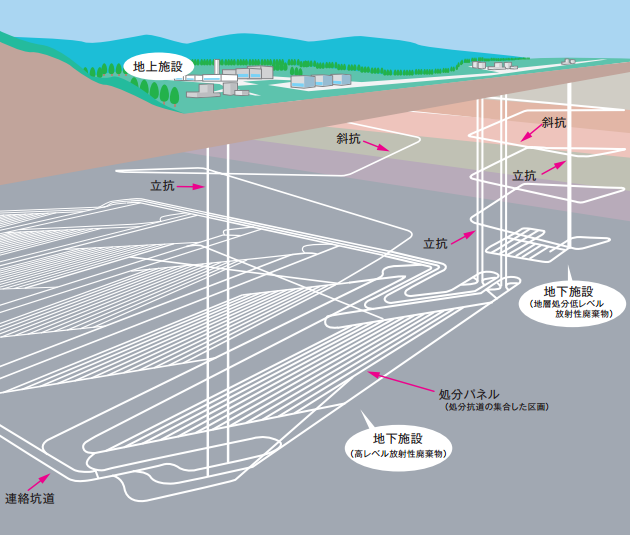 地上施設
斜抗
斜抗
立抗
立抗
立抗
地下施設
（地層処分低レベル
放射性廃棄物）
処分パネル
（処分抗道の集合した区画）
地下施設
（高レベル放射性廃棄物）
連絡坑道